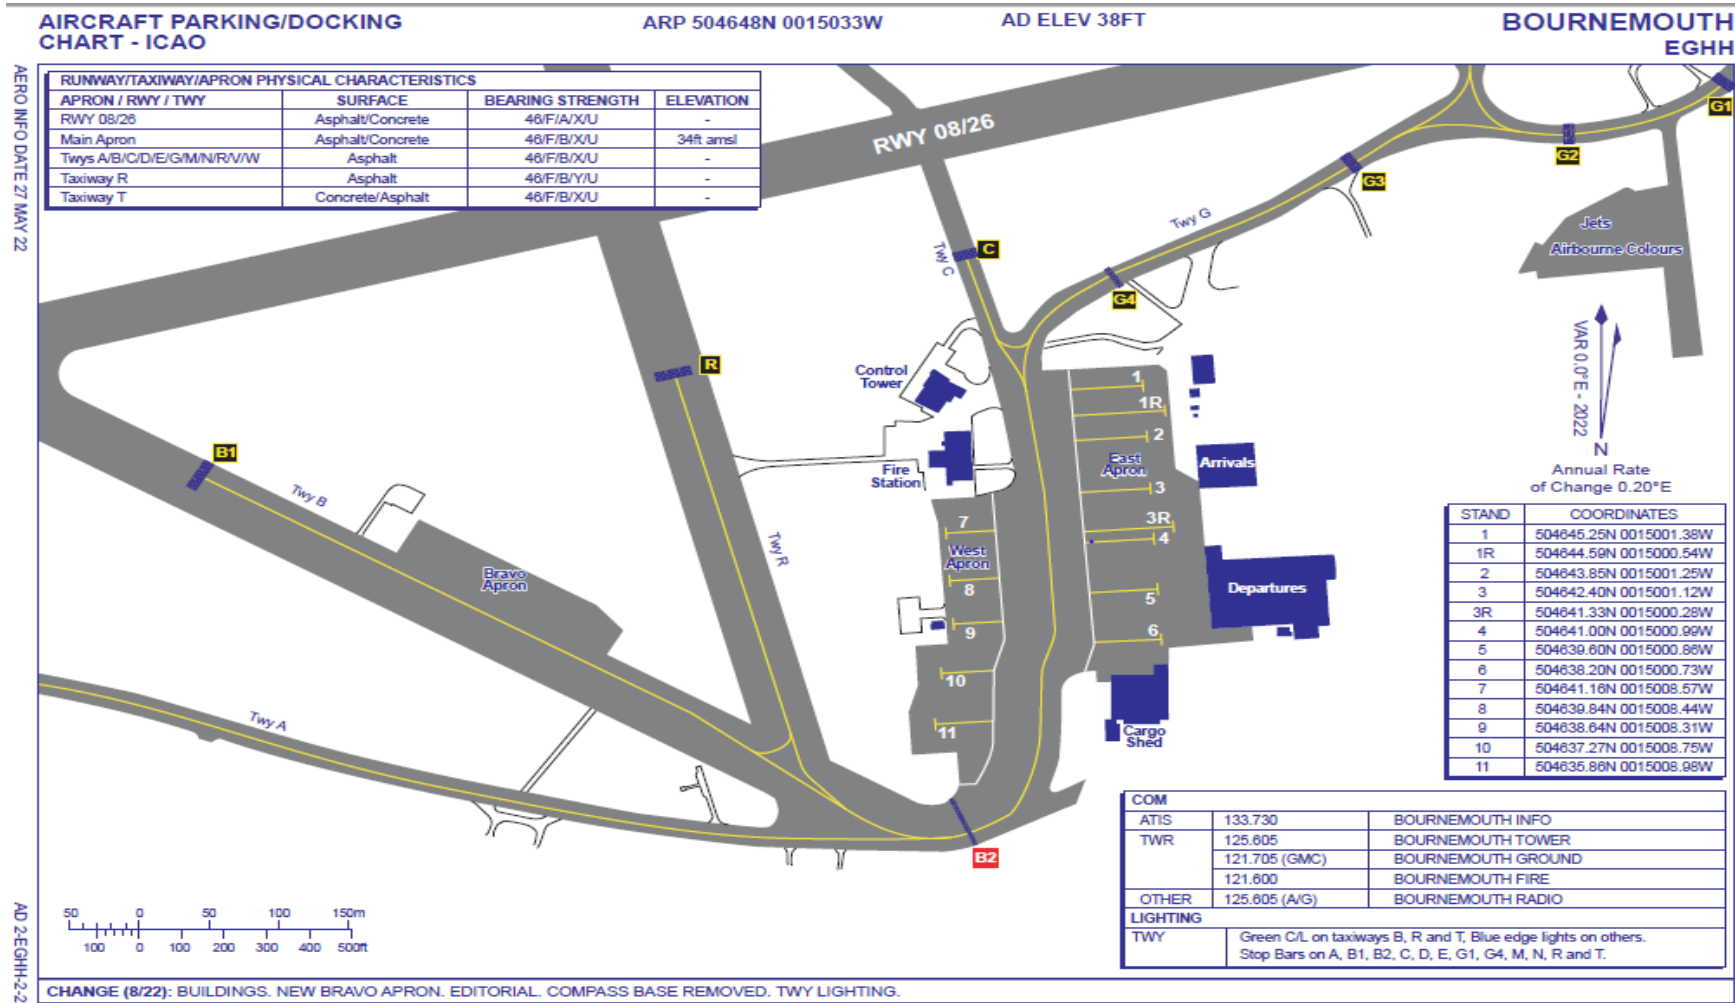 AIRCRAFT PARKING/DOCKING
CHART - ICAO
ARP 504648N 0015033W
AD ELEV 38FT
BOURNEMOUTH
EGHH
AERO INFO DATE 27 MAY 22
RUNWAY/TAXIWAY/APRON PHYSICAL CHARACTERISTICS
APRON / RWY / TWY SURFACE BEARING STRENGTH ELEVATION
RWY 08/26 Asphalt/Concrete 46/F/A/X/U -
Main Apron Asphalt/Concrete 46/F/B/X/U 34ft amsl
Twys A/B/C/D/E/G/M/N/R/V/W Asphalt 46/F/B/X/U -
Taxiway R Asphalt 46/F/B/Y/U -
Taxiway T Concrete/Asphalt 46/F/B/X/U -
RWY 08/26
G1
G2
G3
Twy G
Jets
Airbourne Colours
C
Twy C
G4
VAR 0.0°E - 2022
N
Annual Rate
of Change 0.20°E
R
Control
Tower
1
1R
2
East
Apron
Arrivals
B1
Twy B
Fire
Station
3
3R
4
7
West
Apron
Twy R
Bravo
Apron
8
5
Departures
9
6
10
11
Cargo
Shed
Twy A
B2
STAND COORDINATES
1 504645.25N 0015001.38W
1R 504644.59N 0015000.54W
2 504643.85N 0015001.25W
3 504642.40N 0015001.12W
3R 504641.33N 0015000.28W
4 504641.00N 0015000.99W
5 504639.60N 0015000.86W
6 504638.20N 0015000.73W
7 504641.16N 0015008.57W
8 504639.84N 0015008.44W
9 504638.64N 0015008.31W
10 504637.27N 0015008.75W
11 504635.86N 0015008.98W
COM
ATIS 133.730 BOURNEMOUTH INFO
TWR 125.605 BOURNEMOUTH TOWER
121.705 (GMC) BOURNEMOUTH GROUND
121.600 BOURNEMOUTH FIRE
OTHER 125.605 (A/G) BOURNEMOUTH RADIO
LIGHTING
TWY Green C/L on taxiways B, R and T, Blue edge lights on others.
Stop Bars on A, B1, B2, C, D, E, G1, G4, M, N, R and T.
50 0 50 100 150m
100 0 100 200 300 400 500ft
AD 2-EGHH-2-2
CHANGE (8/22): BUILDINGS. NEW BRAVO APRON. EDITORIAL. COMPASS BASE REMOVED. TWY LIGHTING.